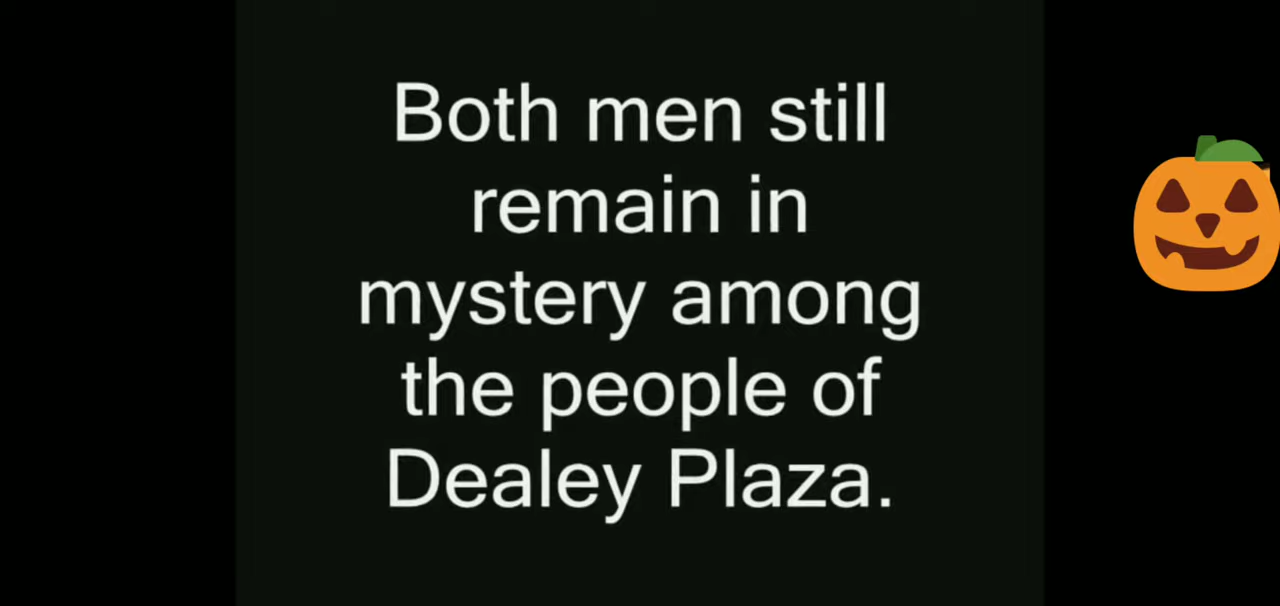 Both men still
remain in
mystery among
the people of
Dealey Plaza.